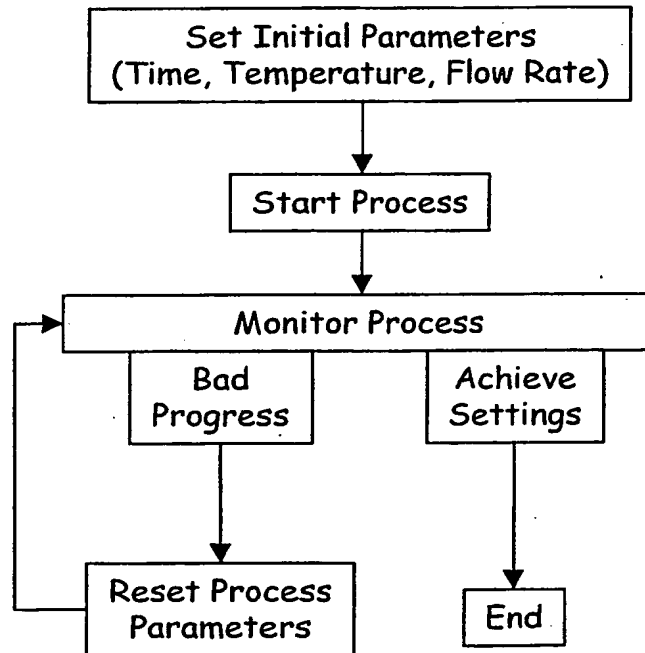 Set Initial Parameters
(Time, Temperature, Flow Rate)
Start Process
Monitor Process
Bad
Progress
Achieve
Settings
Reset Process
Parameters
End